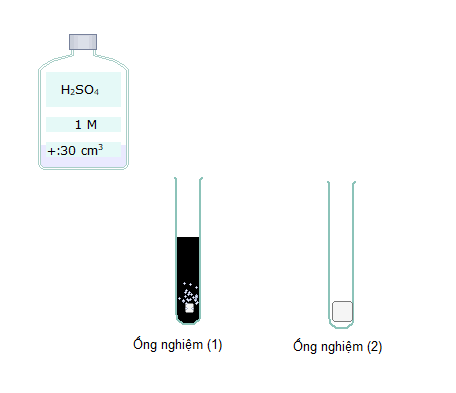 H₂SO₄
1 M
+:30 cm³
Ống nghiệm (1)
Ống nghiệm (2)